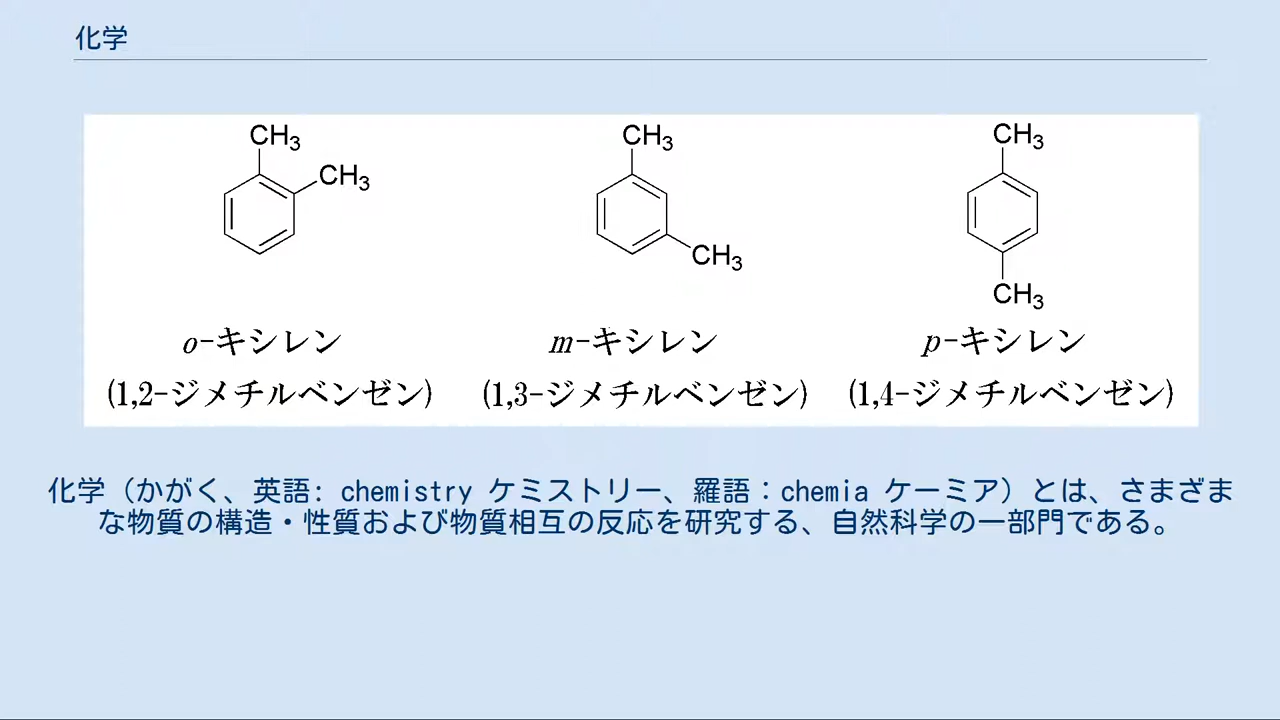 化学
CH3
CH3
CH3
CH3
CH3
CH3
o-キシレン
m-キシレン
p-キシレン
(1,2-ジメチルベンゼン)
(1,3-ジメチルベンゼン)
(1,4-ジメチルベンゼン)
化学（かがく、英語: chemistry ケミストリー、羅語：chemia ケーミア）とは、さまざま
な物質の構造・性質および物質相互の反応を研究する、自然科学の一部門である。